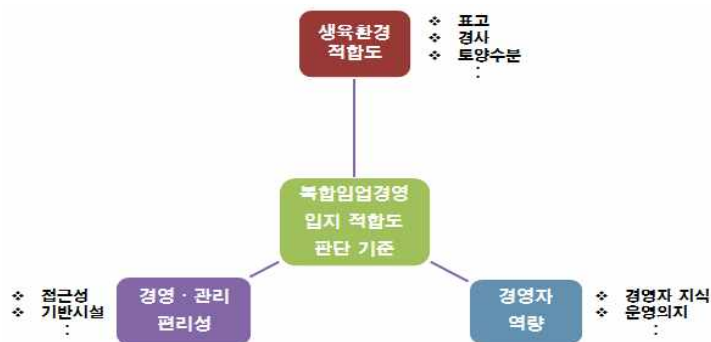 생육환경
적합도
❖ 표고
❖ 경사
❖ 토양수분
:
복합임업경영
입지 적합도
판단 기준
❖ 접근성
❖ 기반시설
:
경영 · 관리
편리성
경영자
역량
❖ 경영자 지식
❖ 운영의지
: